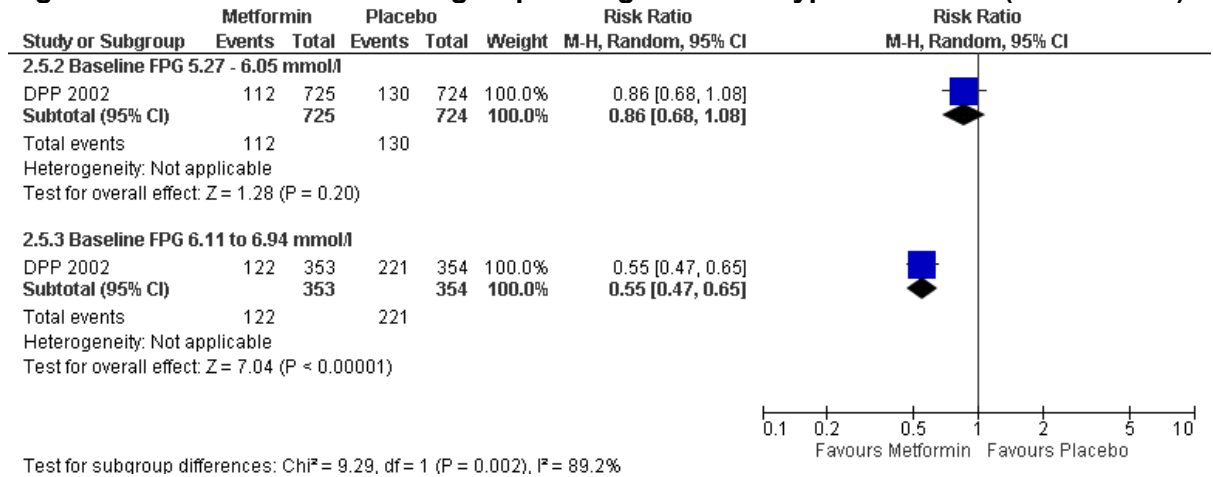 Metformin Placebo Risk Ratio Risk Ratio
Study or Subgroup Events Total Events Total Weight M-H, Random, 95% CI M-H, Random, 95% CI
2.5.2 Baseline FPG 5.27 - 6.05 mmol/l
DPP 2002 112 725 130 724 100.0% 0.86 [0.68, 1.08]
Subtotal (95% CI) 725 724 100.0% 0.86 [0.68, 1.08]
Total events 112 130
Heterogeneity: Not applicable
Test for overall effect: Z = 1.28 (P = 0.20)
2.5.3 Baseline FPG 6.11 to 6.94 mmol/l
DPP 2002 122 353 221 354 100.0% 0.55 [0.47, 0.65]
Subtotal (95% CI) 353 354 100.0% 0.55 [0.47, 0.65]
Total events 122 221
Heterogeneity: Not applicable
Test for overall effect: Z = 7.04 (P < 0.00001)
0.1 0.2 0.5 1 2 5 10
Favours Metformin Favours Placebo
Test for subgroup differences: Chi² = 9.29, df = 1 (P = 0.002), I² = 89.2%